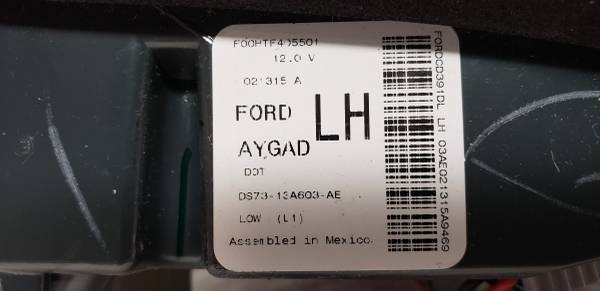 F00HTF405501
12.0 V
021315 A
FORD LH
AYGAD
DOT
DS73-13A603-AE
LOW (L1)
Assembled in Mexico
FORDCD391DL LH 03AE021315A9469